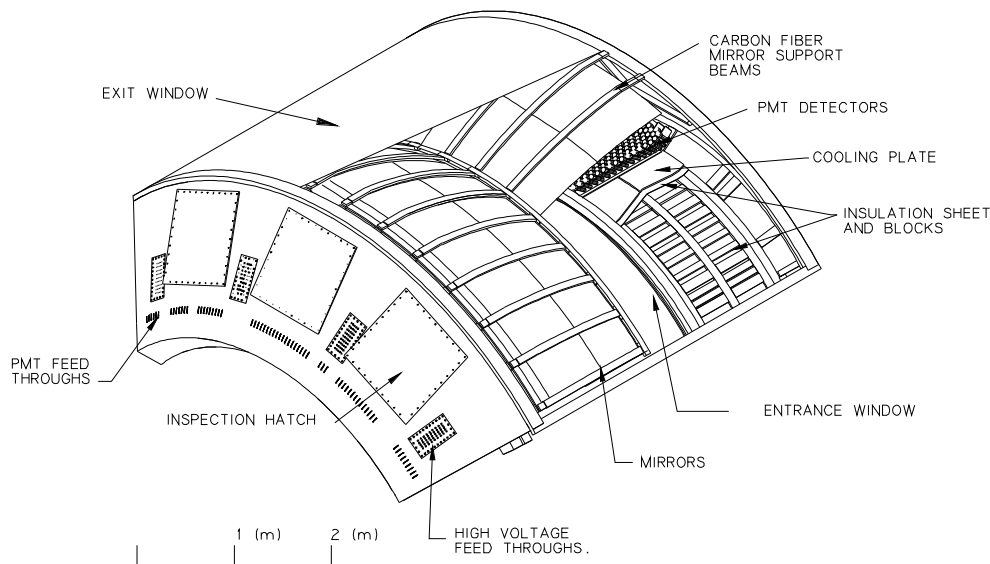 CARBON FIBER
MIRROR SUPPORT
BEAMS
EXIT WINDOW
PMT DETECTORS
COOLING PLATE
INSULATION SHEET
AND BLOCKS
PMT FEED
THROUGHS
INSPECTION HATCH
ENTRANCE WINDOW
MIRRORS
1 (m)
2 (m)
HIGH VOLTAGE
FEED THROUGHS.